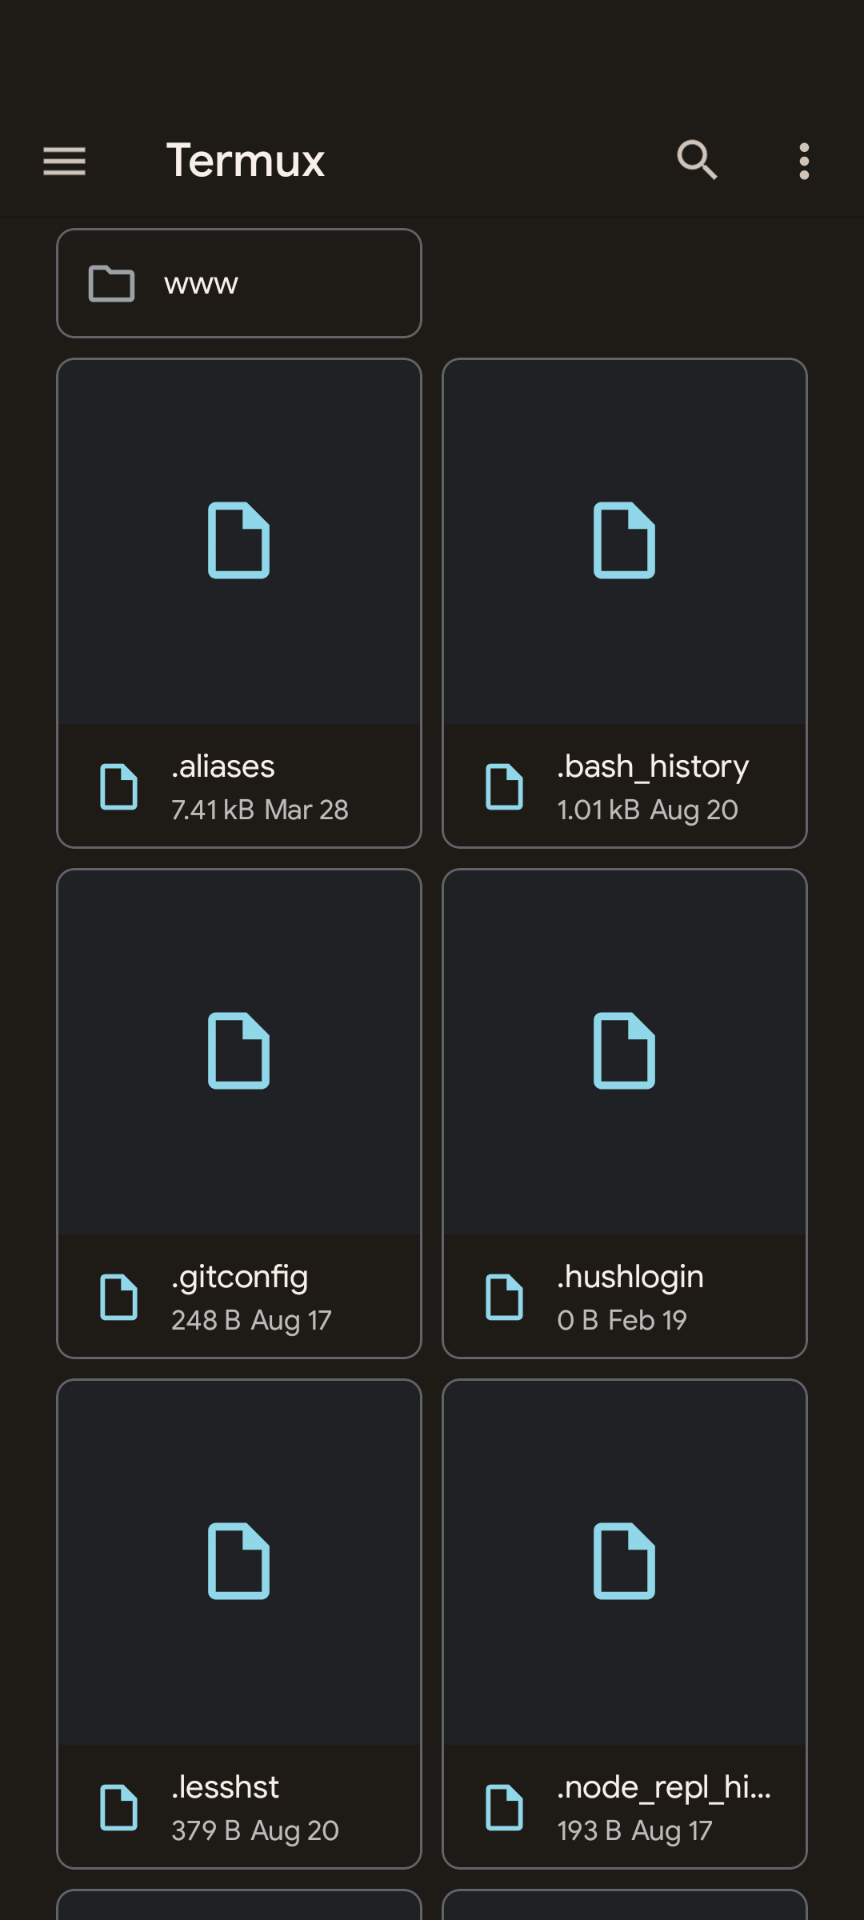 Termux
www
.aliases
7.41 kB Mar 28
.bash_history
1.01 kB Aug 20
.gitconfig
248 B Aug 17
.hushlogin
0 B Feb 19
.lesshst
379 B Aug 20
.node_repl_hi...
193 B Aug 17